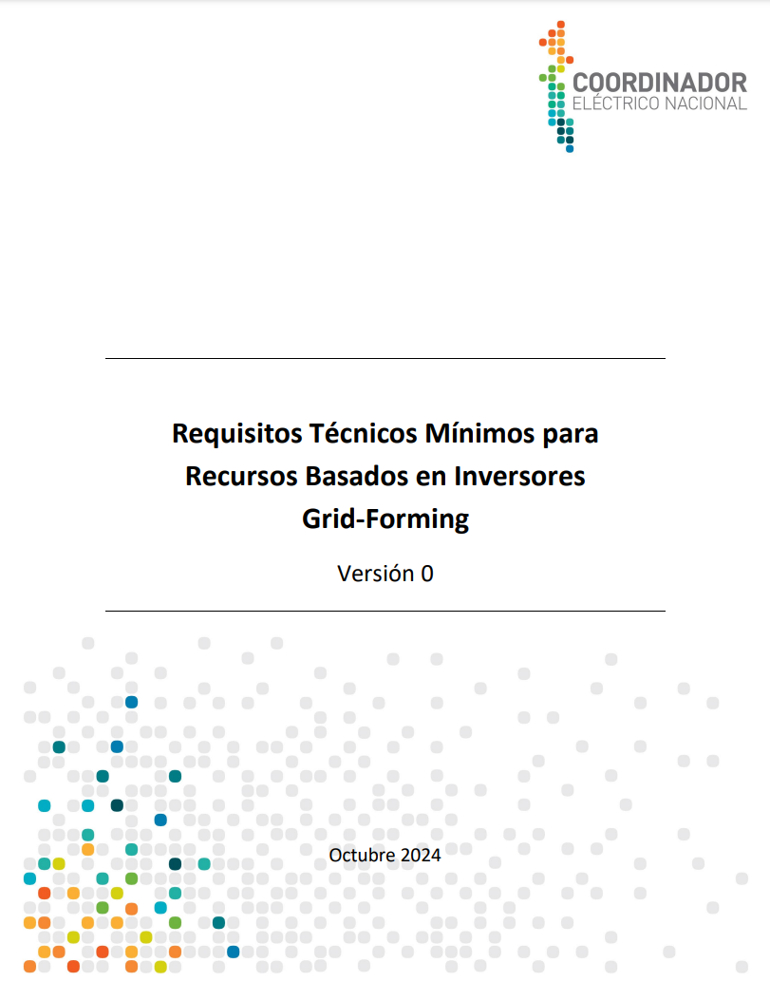 COORDINADOR
ELÉCTRICO NACIONAL
Requisitos Técnicos Mínimos para
Recursos Basados en Inversores
Grid-Forming
Versión 0
Octubre 2024